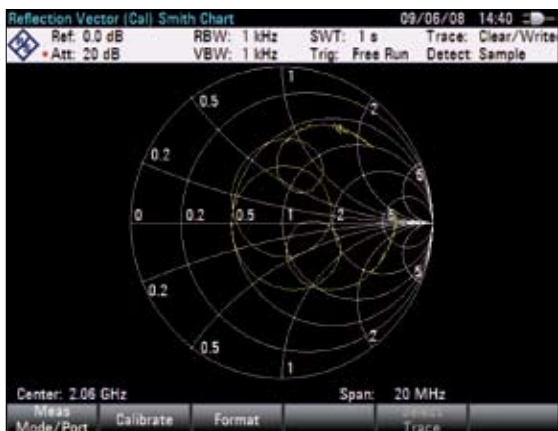 Reflection Vector (Cal) Smith Chart 09/06/08 14:40
Ref: 0.0 dB RBW: 1 kHz SWT: 1 s Trace: Clear/Write
• Att: 20 dB VBW: 1 kHz Trig: Free Run Detect: Sample
1
0.5 2
0.2 5
0 0.2 0.5 1 2 5
0.2 5
0.5 2
1
Center: 2.06 GHz Span: 20 MHz
Meas Mode/Port Calibrate Format Select Trace